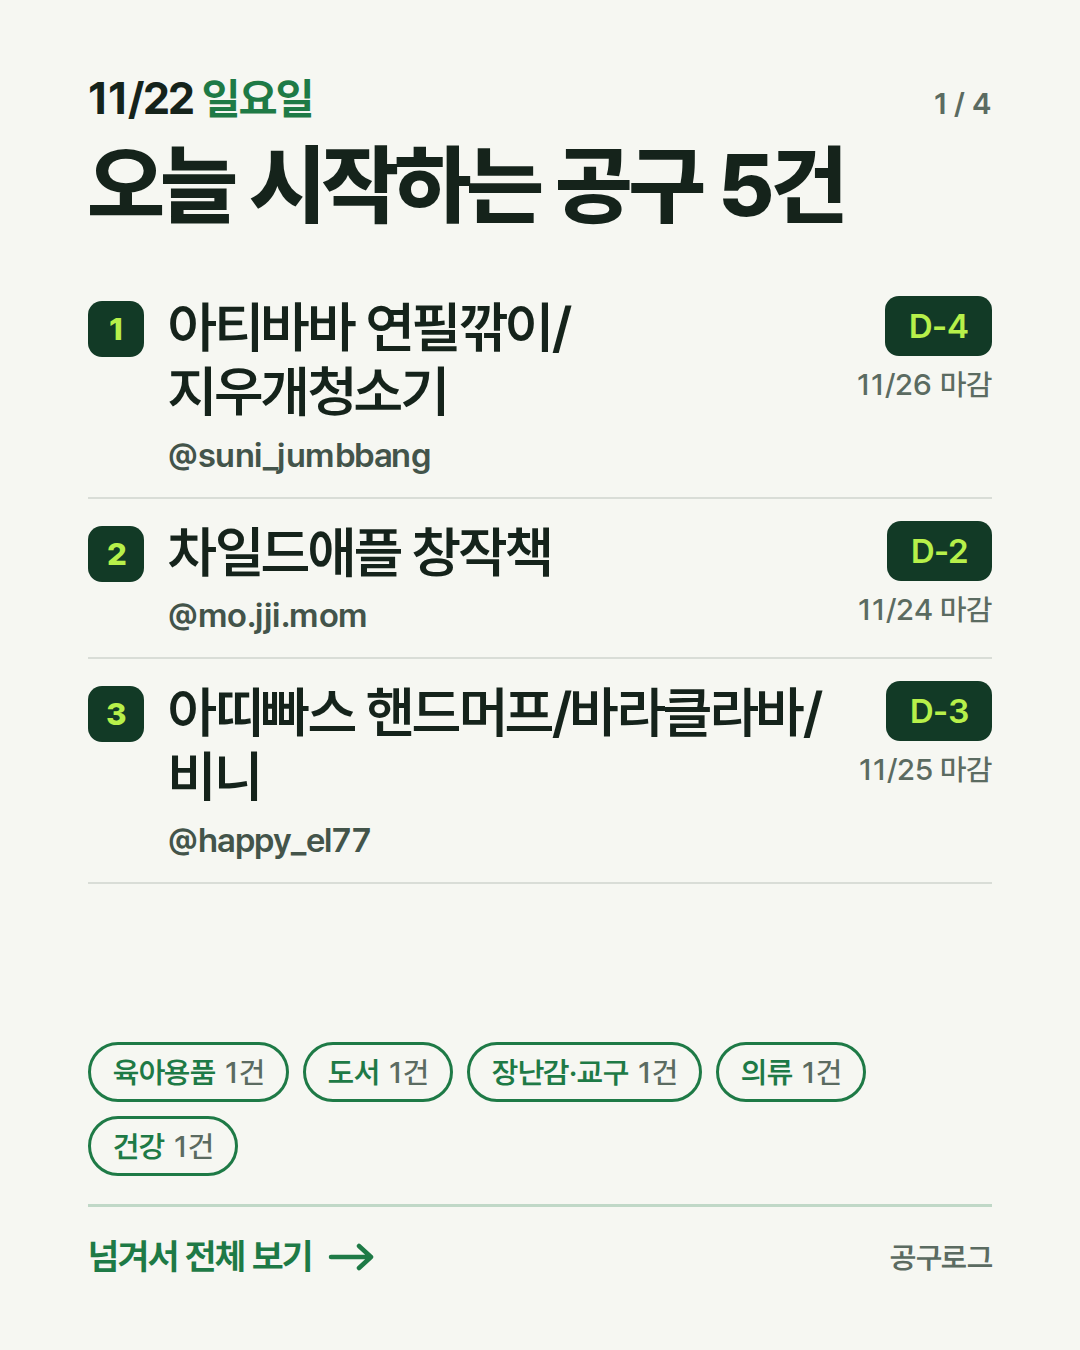 11/22 일요일
1 / 4
오늘 시작하는 공구 5건
1
아티바바 연필깎이/
지우개청소기
@suni_jumbbang
D-4
11/26 마감
2
차일드애플 창작책
@mo.jji.mom
D-2
11/24 마감
3
아띠빠스 핸드머프/바라클라바/
비니
@happy_el77
D-3
11/25 마감
육아용품 1건
도서 1건
장난감·교구 1건
의류 1건
건강 1건
넘겨서 전체 보기 →
공구로그